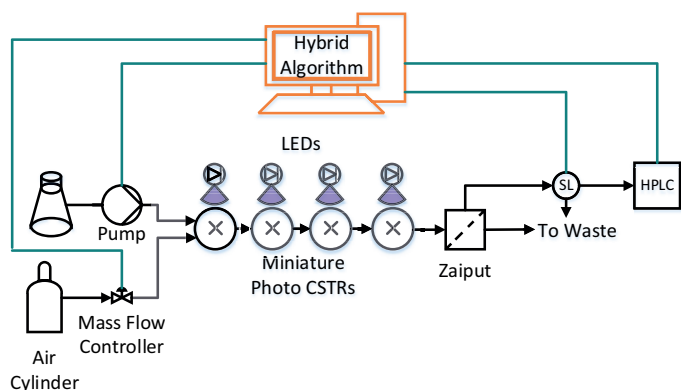 Hybrid
Algorithm
LEDs
SL
HPLC
Pump
To Waste
Zaiput
Miniature
Photo CSTRs
Mass Flow
Controller
Air
Cylinder